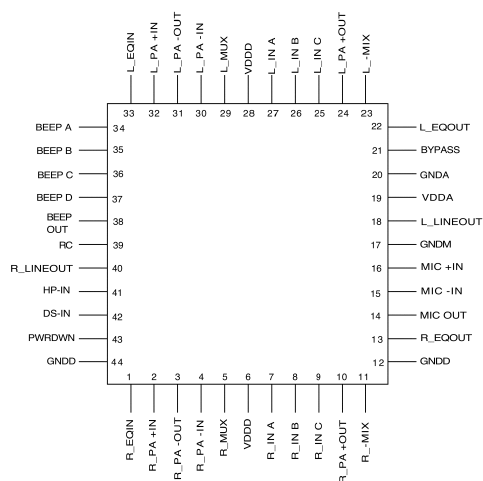 L_EQIN
L_PA +IN
L_PA -OUT
L_PA -IN
L_MUX
VDDD
L_IN A
L_IN B
L_IN C
L_PA+OUT
L_-MIX
33 32 31 30 29 28 27 26 25 24 23
BEEP A 34
BEEP B 35
BEEP C 36
BEEP D 37
BEEP
OUT 38
RC 39
R_LINEOUT 40
HP-IN 41
DS-IN 42
PWRDWN 43
GNDD 44
22 L_EQOUT
21 BYPASS
20 GNDA
19 VDDA
18 L_LINEOUT
17 GNDM
16 MIC +IN
15 MIC -IN
14 MIC OUT
13 R_EQOUT
12 GNDD
1 2 3 4 5 6 7 8 9 10 11
R_EQIN
R_PA +IN
R_PA -OUT
R_PA -IN
R_MUX
VDDD
R_IN A
R_IN B
R_IN C
R_PA +OUT
R_-MIX